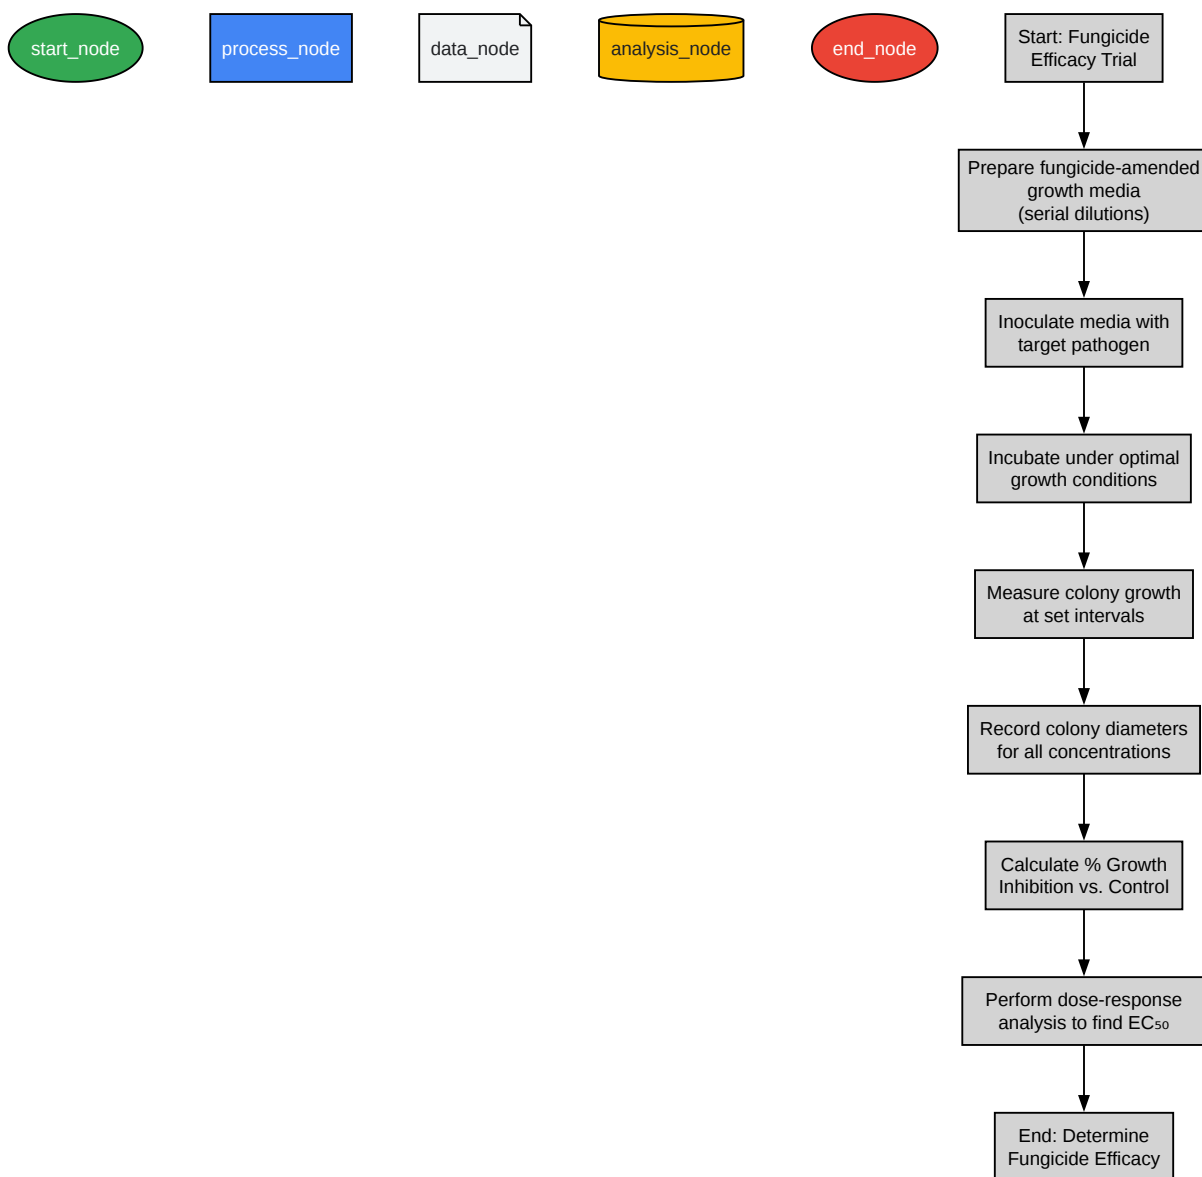 start_node
process_node
data_node
analysis_node
end_node
Start: Fungicide
Efficacy Trial
Prepare fungicide-amended
growth media
(serial dilutions)
Inoculate media with
target pathogen
Incubate under optimal
growth conditions
Measure colony growth
at set intervals
Record colony diameters
for all concentrations
Calculate % Growth
Inhibition vs. Control
Perform dose-response
analysis to find EC₅₀
End: Determine
Fungicide Efficacy